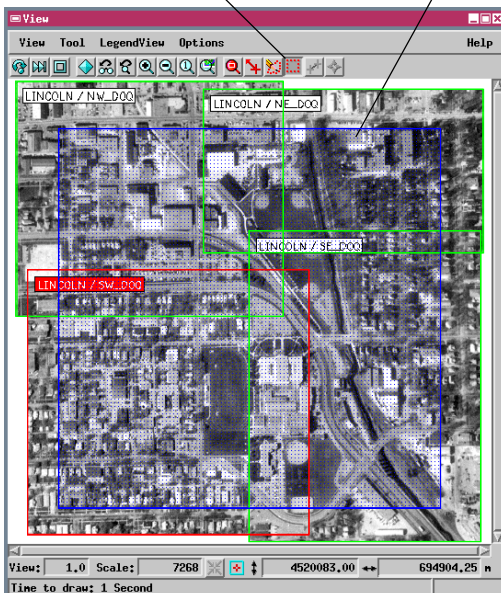 View
View Tool LegendView Options Help
LINCOLN / NW_DOQ
LINCOLN / NE_DOQ
LINCOLN / SE_DOQ
LINCOLN / SW_DOQ
View: 1.0 Scale: 7268 4520083.00 694904.25 m
Time to draw: 1 Second